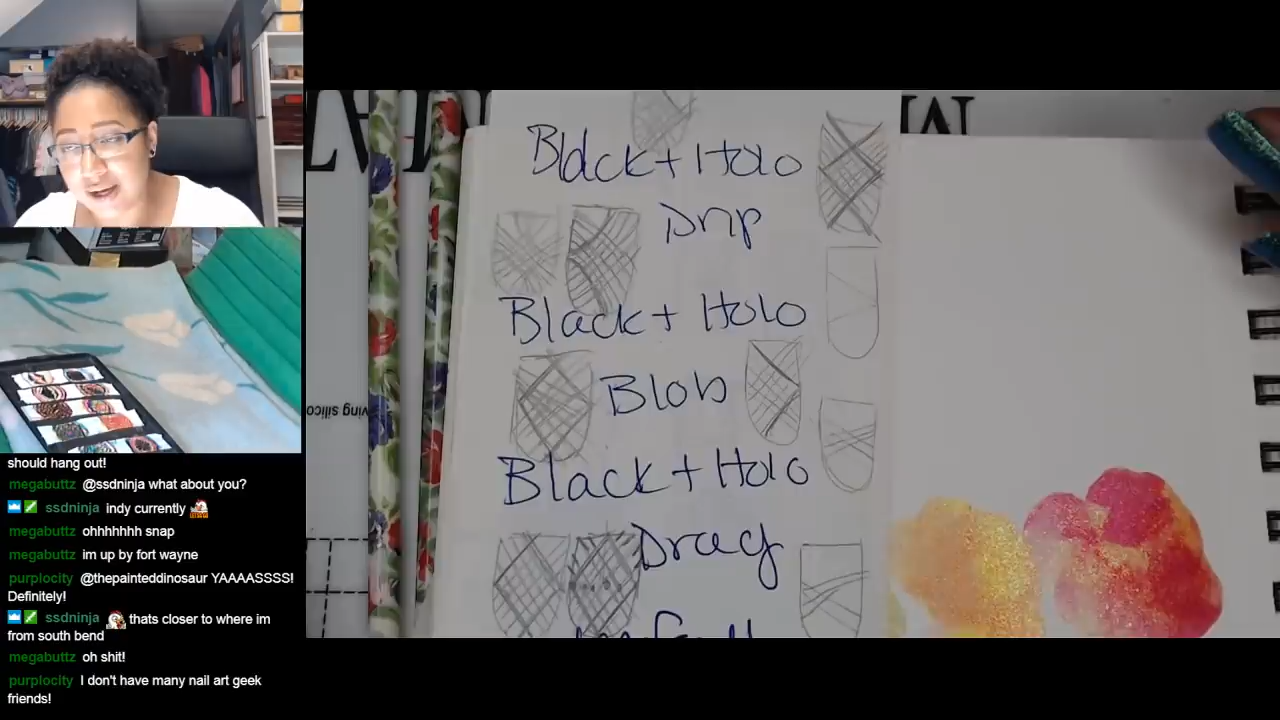 should hang out!
megabuttz @ssdninja what about you?
ssdninja indy currently
megabuttz ohhhhhhh snap
megabuttz im up by fort wayne
purplocity @thepainteddinosaur YAAAASSSS!
Definitely!
ssdninja thats closer to where im
from south bend
megabuttz oh shit!
purplocity I don't have many nail art geek
friends!
Black + Holo
Drip
Black + Holo
Blob
Black + Holo
Drag